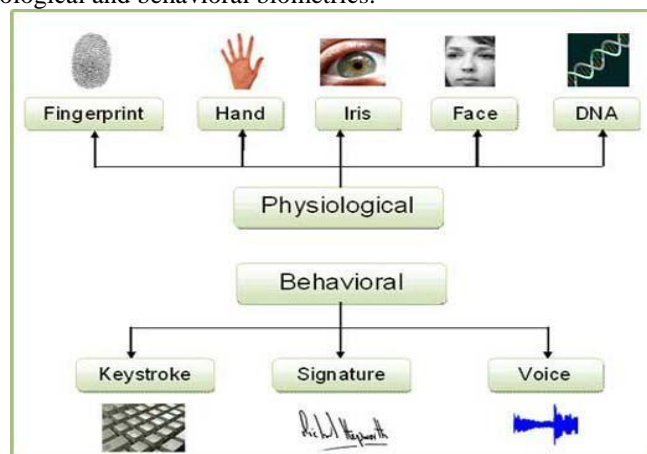 ological and behavioral biometrics.
Fingerprint Hand Iris Face DNA
Physiological
Behavioral
Keystroke Signature Voice